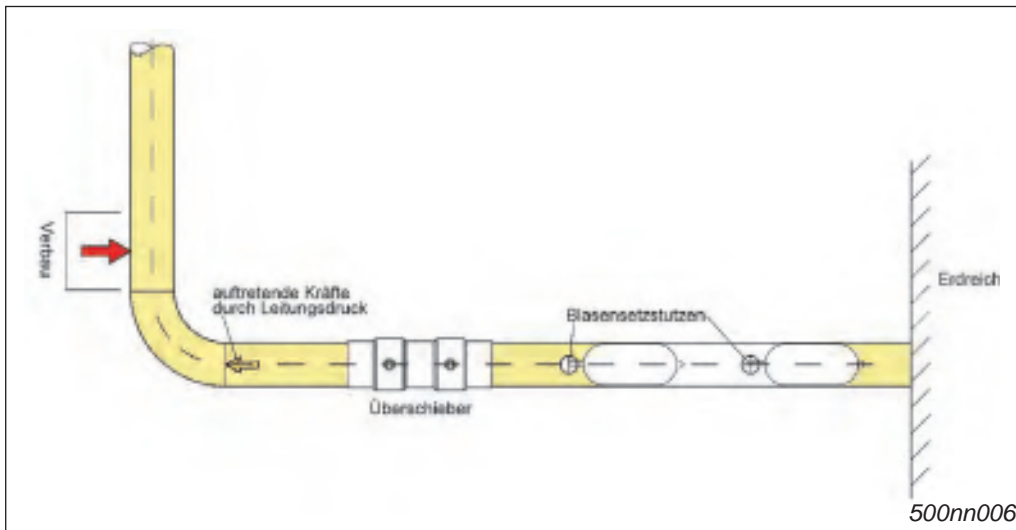 Verbau
auftretende Kräfte
durch Leitungsdruck
Überschieber
Blasensetzstutzen
Erdreich
500nn006